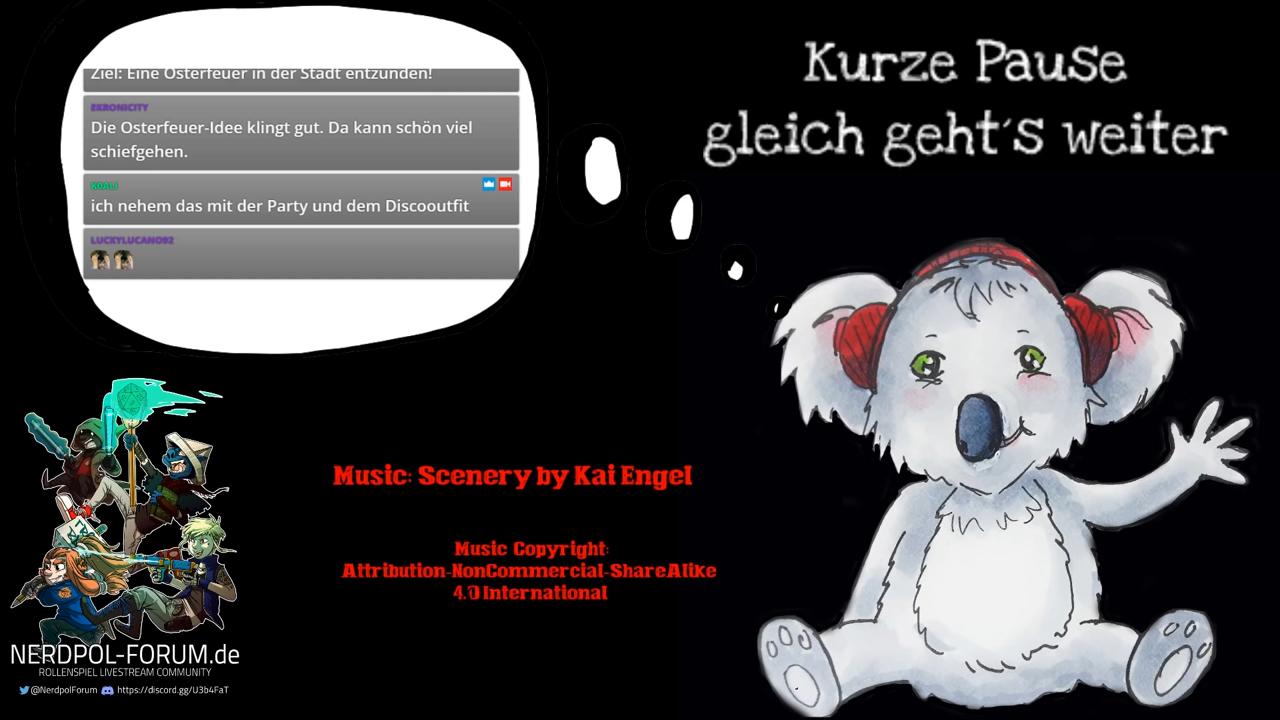 Ziel: Eine Osterfeuer in der Stadt entzünden!
EKRONICITY
Die Osterfeuer-Idee klingt gut. Da kann schön viel
schiefgehen.
KOALI
ich nehem das mit der Party und dem Discooutfit
LUCKYLUCANO92
Kurze Pause
gleich geht's weiter
Music: Scenery by Kai Engel
Music Copyright:
Attribution-NonCommercial-ShareAlike
4.0 International
NERDPOL-FORUM.de
ROLLENSPIEL LIVESTREAM COMMUNITY
@NerdpolForum https://discord.gg/U3b4FaT